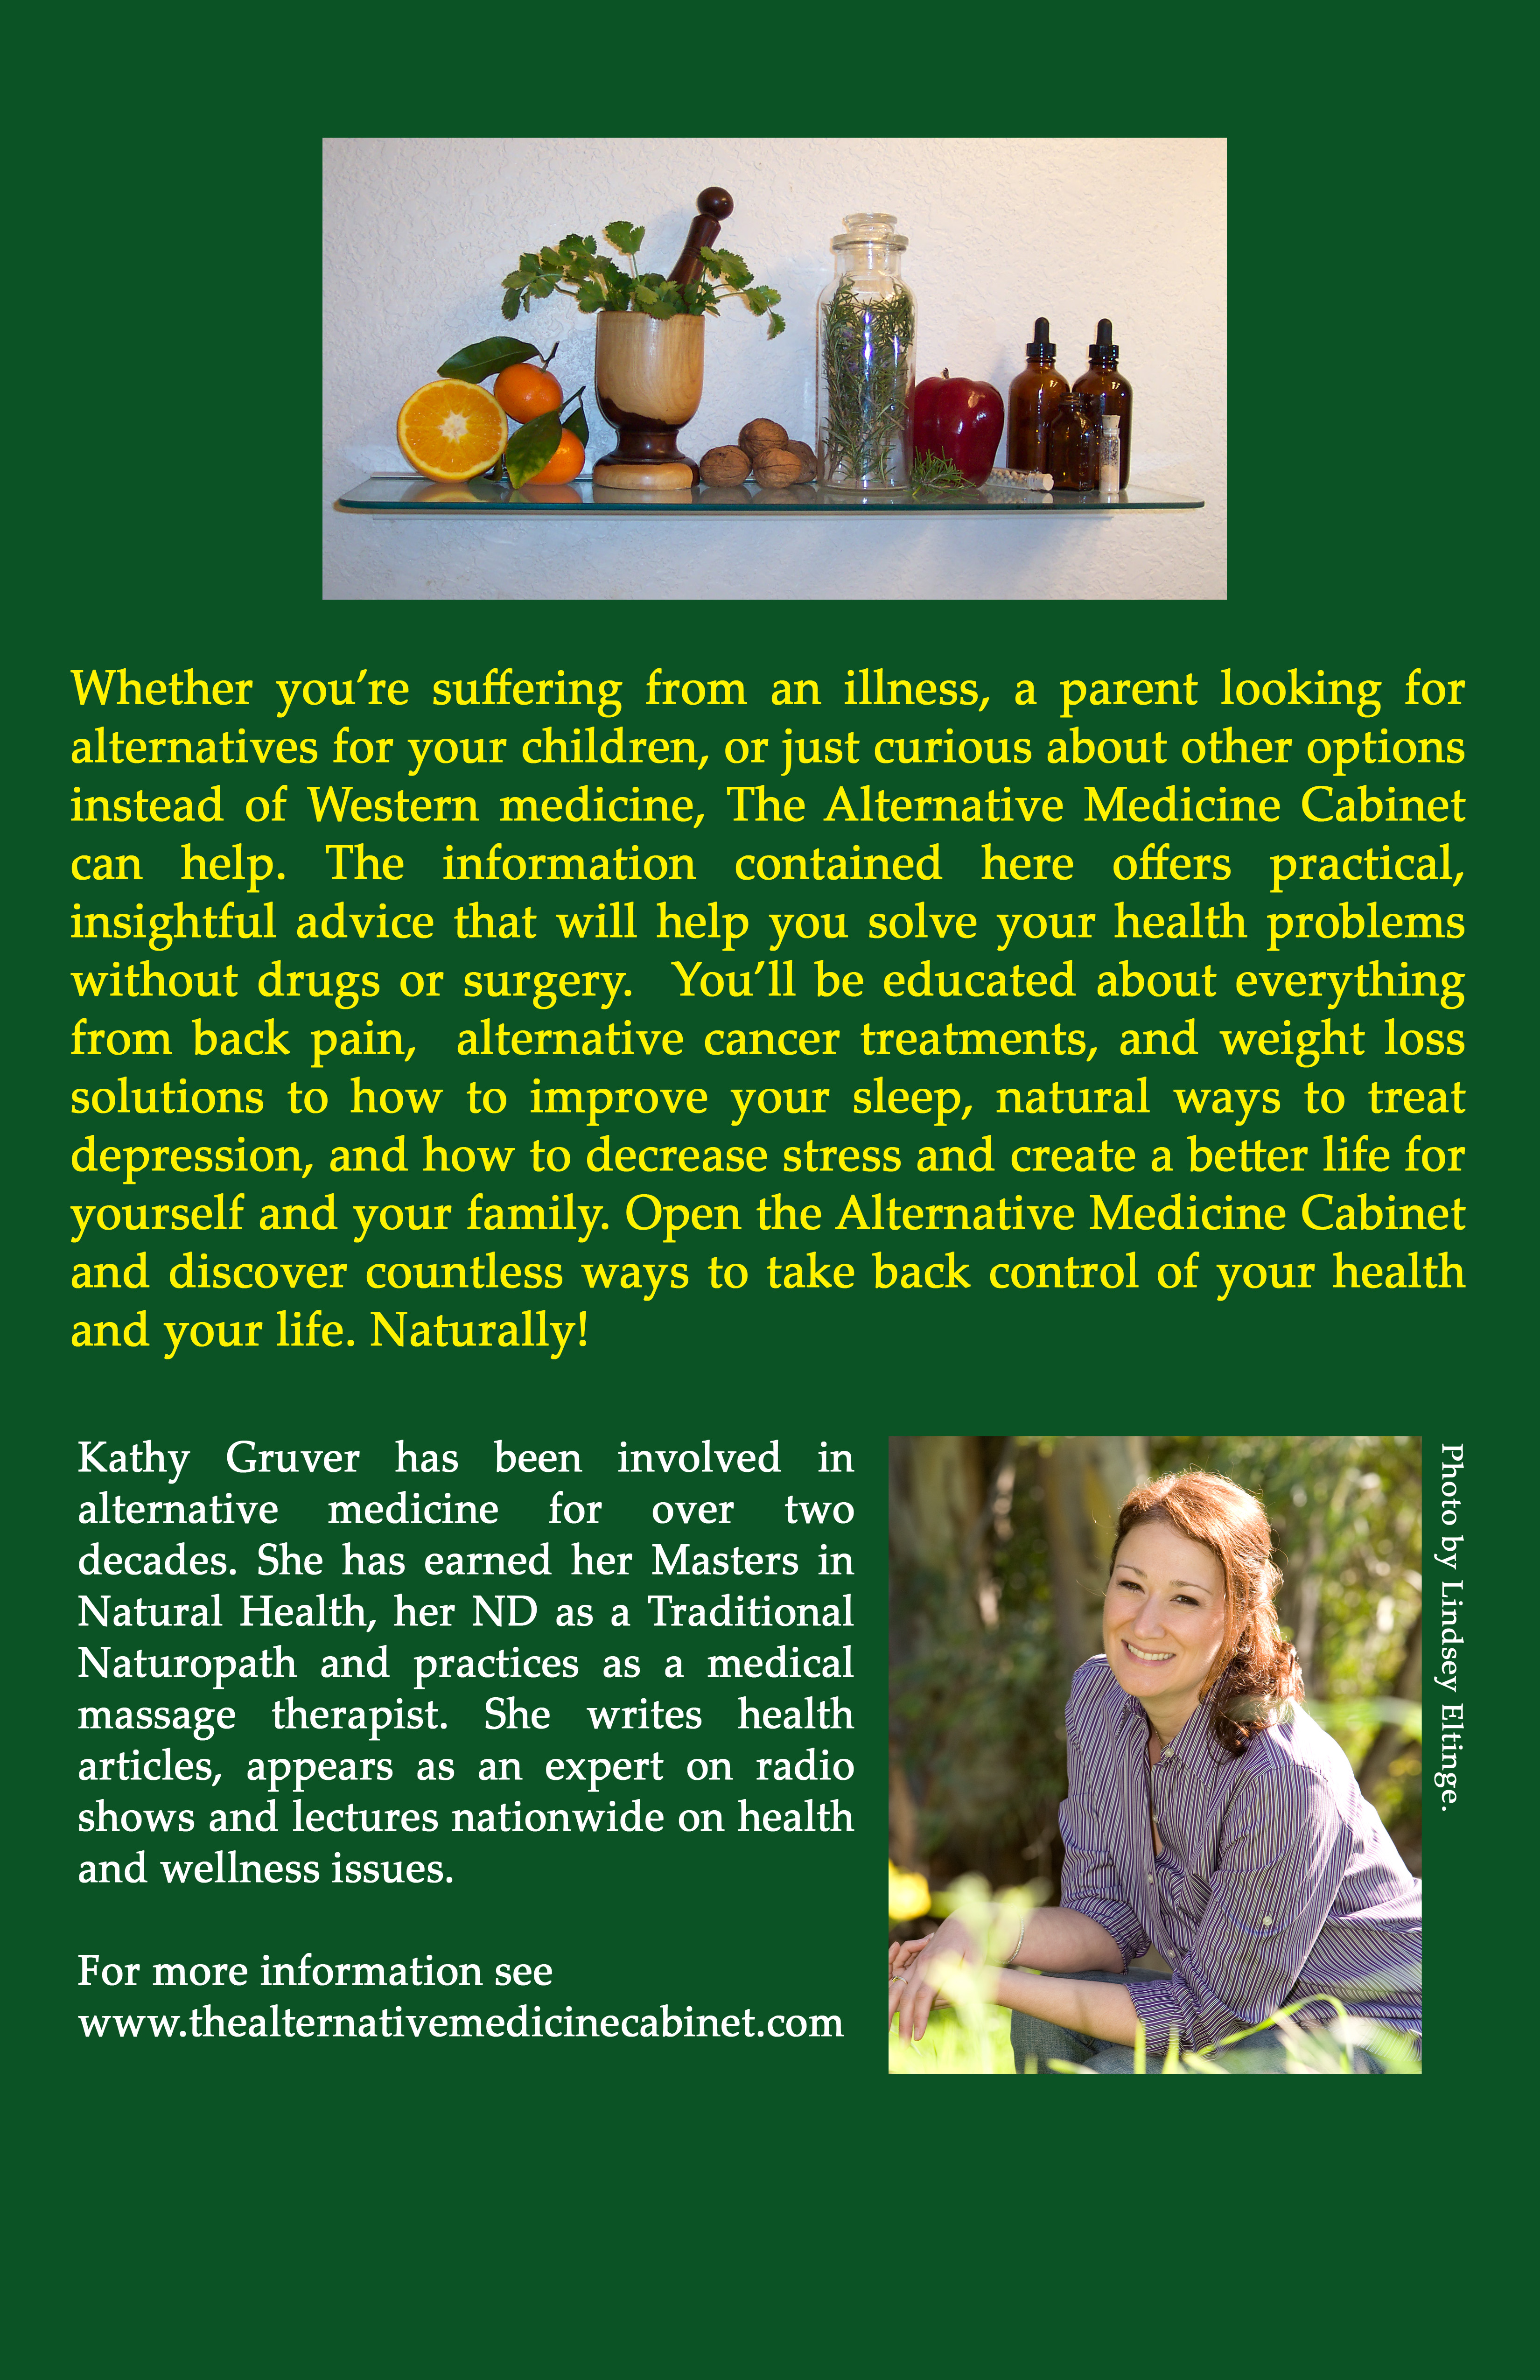 Whether you’re suffering from an illness, a parent looking for
alternatives for your children, or just curious about other options
instead of Western medicine, The Alternative Medicine Cabinet
can help. The information contained here offers practical,
insightful advice that will help you solve your health problems
without drugs or surgery.  You’ll be educated about everything
from back pain,  alternative cancer treatments, and weight loss
solutions to how to improve your sleep, natural ways to treat
depression, and how to decrease stress and create a better life for
yourself and your family. Open the Alternative Medicine Cabinet
and discover countless ways to take back control of your health
and your life. Naturally!
Kathy Gruver has been involved in
alternative medicine for over two
decades. She has earned her Masters in
Natural Health, her ND as a Traditional
Naturopath and practices as a medical
massage therapist. She writes health
articles, appears as an expert on radio
shows and lectures nationwide on health
and wellness issues.
For more information see
www.thealternativemedicinecabinet.com
Photo by Lindsey Eltinge.